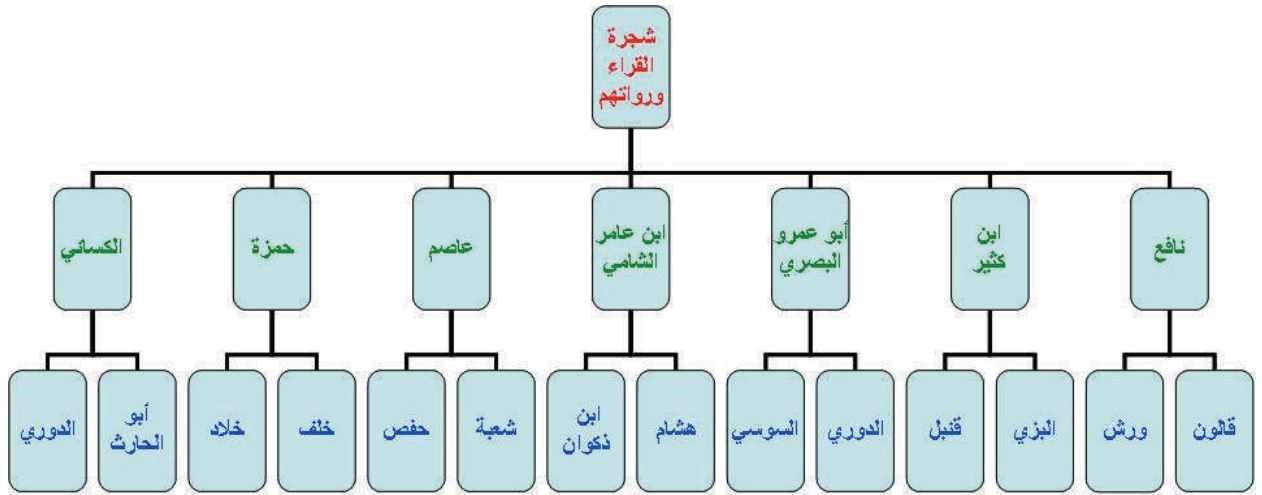 شجرة
القراء
ورواتهم
نافع
ابن
كثير
أبو عمرو
البصري
ابن عامر
الشامي
عاصم
حمزة
الكسائي
قالون
ورش
البزي
قنبل
الدوري
السوسي
هشام
ابن
ذكوان
شعبة
حفص
خلف
خلاد
أبو
الحارث
الدوري